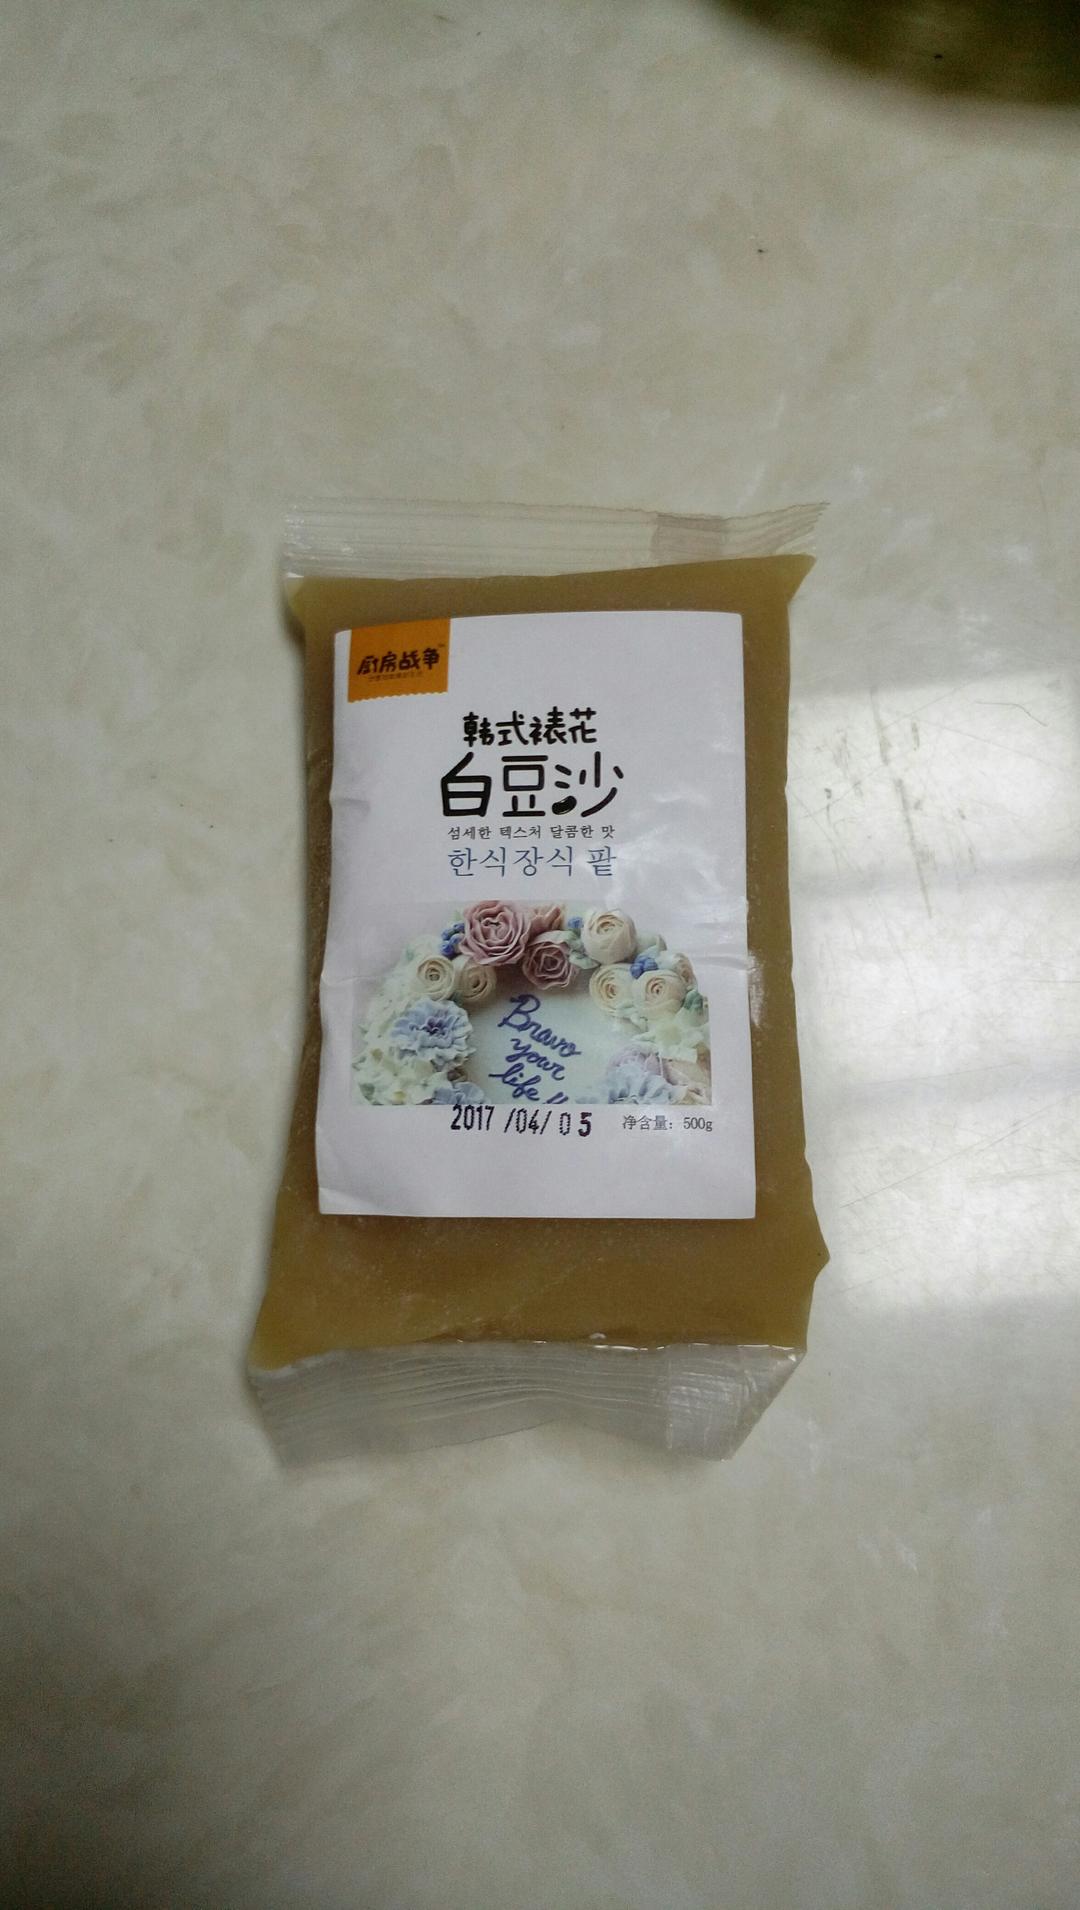 厨房战争
韩式裱花
白豆沙
섬세한 텍스처 달콤한 맛
한식장식 팥
Bravo
your
life!!
2017/04/05
净含量：500g